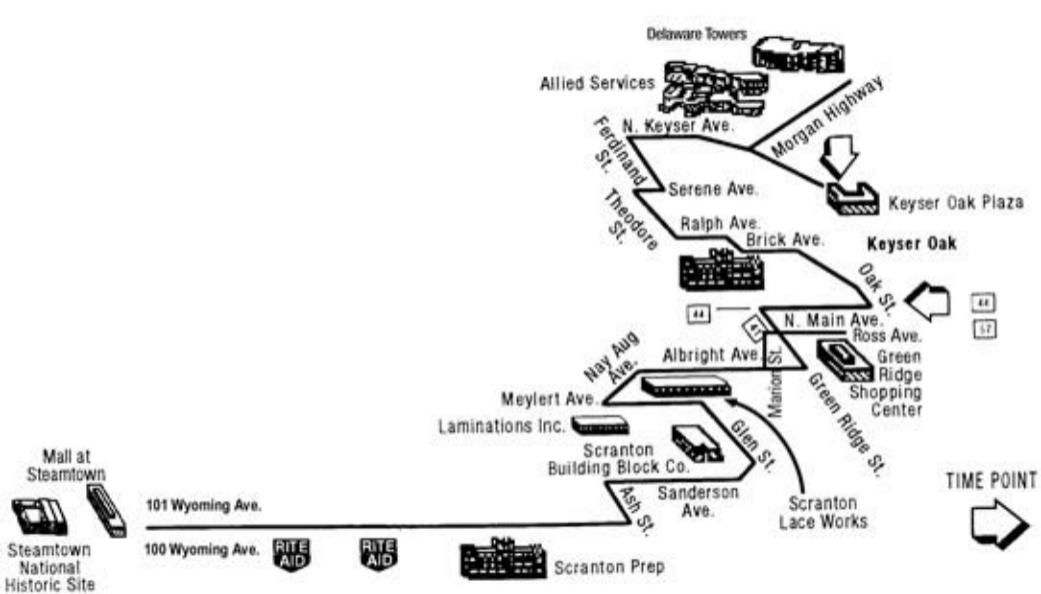 Delaware Towers
Allied Services
Morgan Highway
N. Keyser Ave.
Ferdinand
St.
Serene Ave.
Keyser Oak Plaza
Theodore
St.
Ralph Ave.
Brick Ave.
Keyser Oak
Oak St.
44
57
44
41
N. Main Ave.
Ross Ave.
Nay Aug
Ave.
Albright Ave.
Marion St.
Green
Ridge
Shopping
Center
Green Ridge St.
Meylert Ave.
Laminations Inc.
Glen St.
Scranton
Building Block Co.
Sanderson
Ave.
Ash St.
Scranton
Lace Works
TIME POINT
Mall at
Steamtown
101 Wyoming Ave.
100 Wyoming Ave.
Steamtown
National
Historic Site
RITE
AID
RITE
AID
Scranton Prep